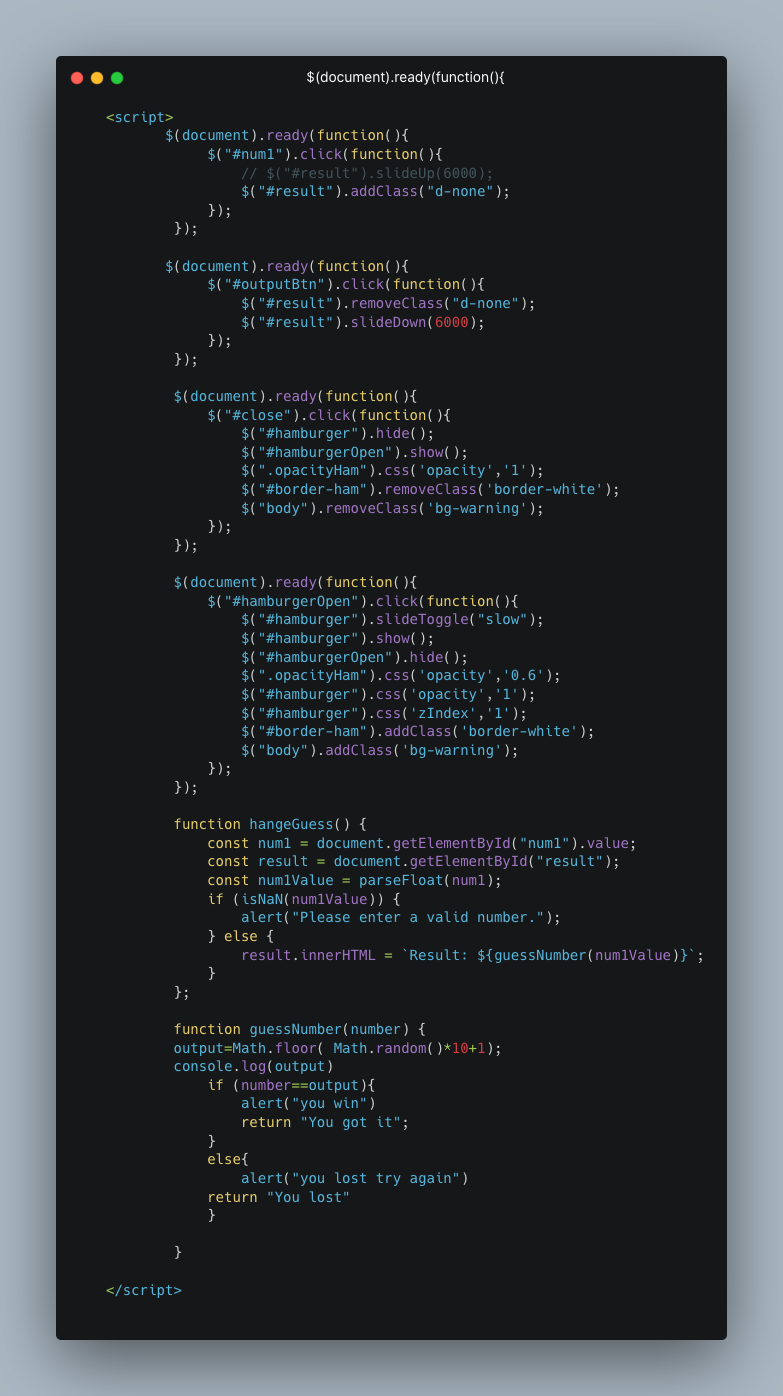 $(document).ready(function(){
<script>
$(document).ready(function(){
$("#num1").click(function(){
// $("#result").slideUp(6000);
$("#result").addClass("d-none");
});
});
$(document).ready(function(){
$("#outputBtn").click(function(){
$("#result").removeClass("d-none");
$("#result").slideDown(6000);
});
});
$(document).ready(function(){
$("#close").click(function(){
$("#hamburger").hide();
$("#hamburgerOpen").show();
$(".opacityHam").css('opacity','1');
$("#border-ham").removeClass('border-white');
$("body").removeClass('bg-warning');
});
});
$(document).ready(function(){
$("#hamburgerOpen").click(function(){
$("#hamburger").slideToggle("slow");
$("#hamburger").show();
$("#hamburgerOpen").hide();
$(".opacityHam").css('opacity','0.6');
$("#hamburger").css('opacity','1');
$("#hamburger").css('zIndex','1');
$("#border-ham").addClass('border-white');
$("body").addClass('bg-warning');
});
});
function hangeGuess() {
const num1 = document.getElementById("num1").value;
const result = document.getElementById("result");
const num1Value = parseFloat(num1);
if (isNaN(num1Value)) {
alert("Please enter a valid number.");
} else {
result.innerHTML = `Result: ${guessNumber(num1Value)}`;
}
};
function guessNumber(number) {
output=Math.floor( Math.random()*10+1);
console.log(output)
if (number==output){
alert("you win")
return "You got it";
}
else{
alert("you lost try again")
return "You lost"
}
}
</script>